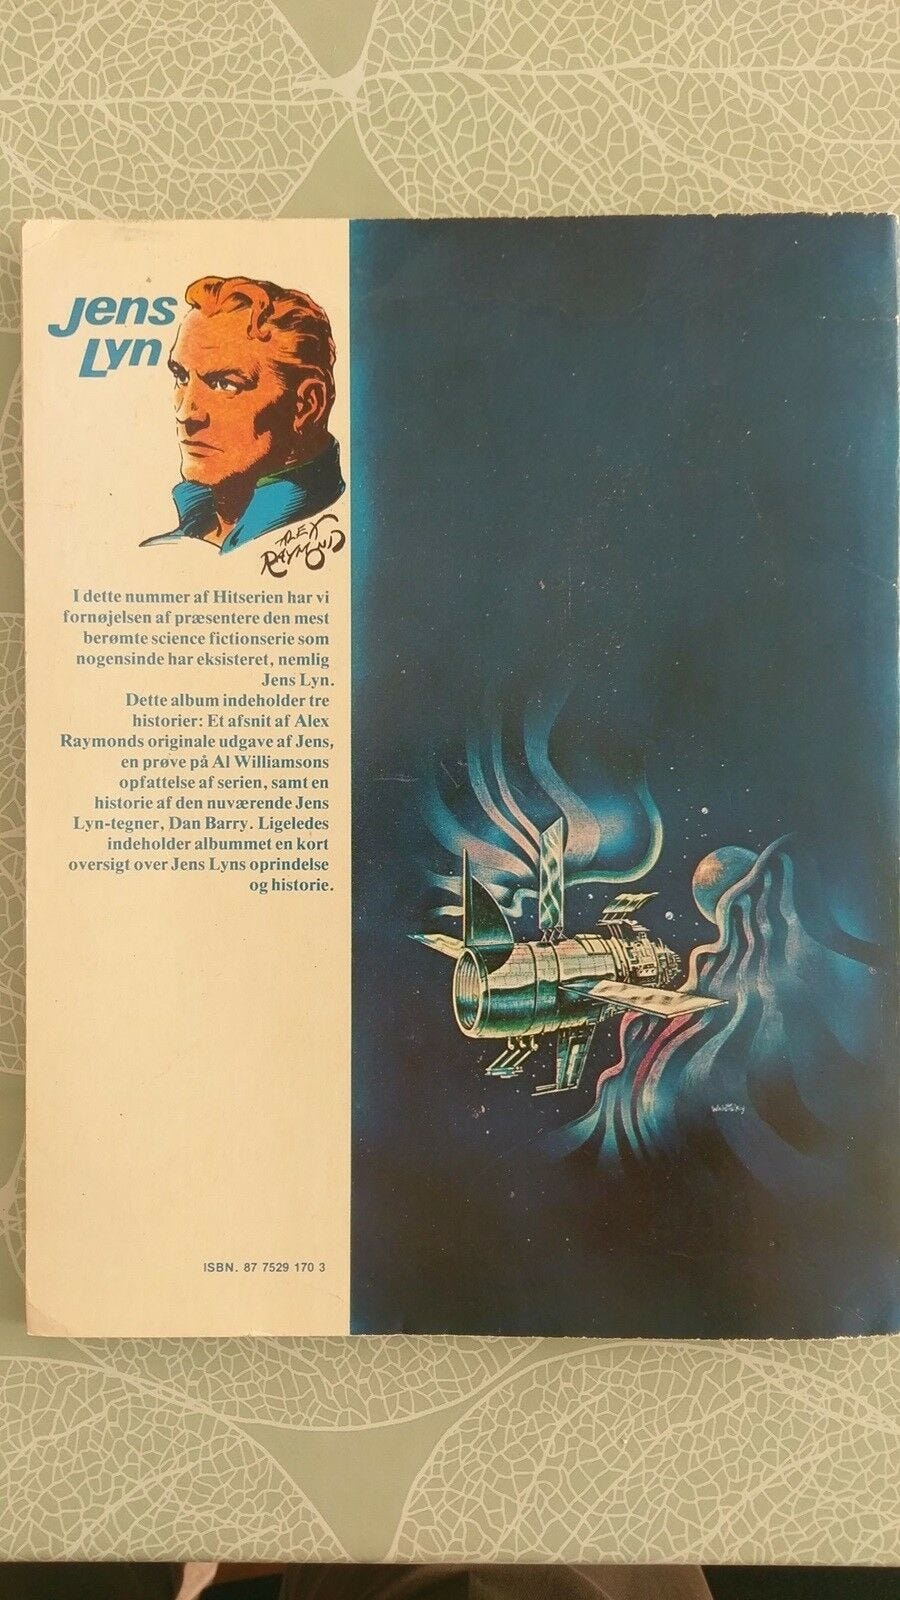 Jens
Lyn
ALEX
RAYMOND
I dette nummer af Hitserien har vi
fornøjelsen af præsentere den mest
berømte science fictionserie som
nogensinde har eksisteret, nemlig
Jens Lyn.
Dette album indeholder tre
historier: Et afsnit af Alex
Raymonds originale udgave af Jens,
en prøve på Al Williamsons
opfattelse af serien, samt en
historie af den nuværende Jens
Lyn-tegner, Dan Barry. Ligeledes
indeholder albummet en kort
oversigt over Jens Lyns oprindelse
og historie.
ISBN. 87 7529 170 3